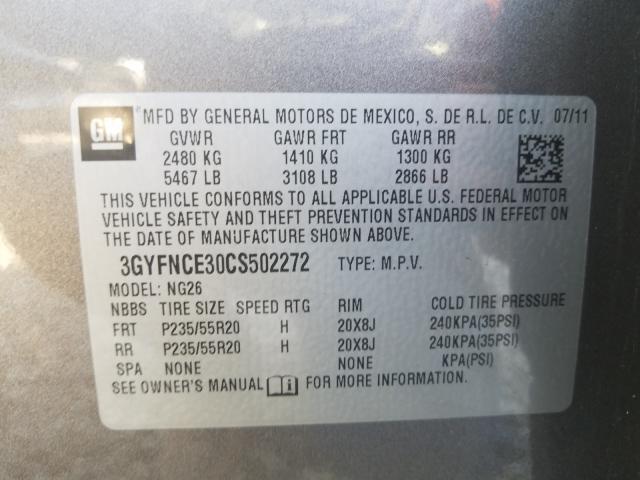 GM MFD BY GENERAL MOTORS DE MEXICO, S. DE R.L. DE C.V. 07/11
GVWR GAWR FRT GAWR RR
2480 KG 1410 KG 1300 KG
5467 LB 3108 LB 2866 LB
THIS VEHICLE CONFORMS TO ALL APPLICABLE U.S. FEDERAL MOTOR
VEHICLE SAFETY AND THEFT PREVENTION STANDARDS IN EFFECT ON
THE DATE OF MANUFACTURE SHOWN ABOVE.
3GYFNCE30CS502272 TYPE: M.P.V.
MODEL: NG26
NBBS TIRE SIZE SPEED RTG RIM COLD TIRE PRESSURE
FRT P235/55R20 H 20X8J 240KPA(35PSI)
RR P235/55R20 H 20X8J 240KPA(35PSI)
SPA NONE NONE KPA(PSI)
SEE OWNER'S MANUAL FOR MORE INFORMATION.